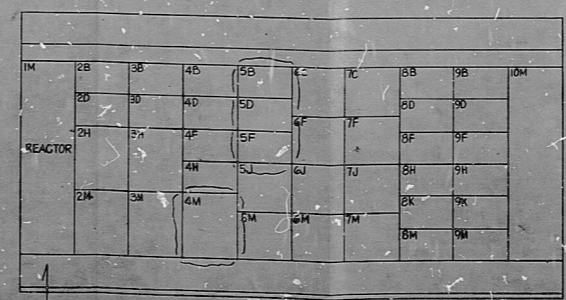 1M 2B 3B 4B 5B 6C 7C 8B 9B 10M
2D 3D 4D 5D 8D 9D
6F 7F
2H 3H 4F 5F 8F 9F
REACTOR
4H 5J 6J 7J 8H 9H
2M 3M 4M 8K 9K
5M 6M 7M
8M 9M